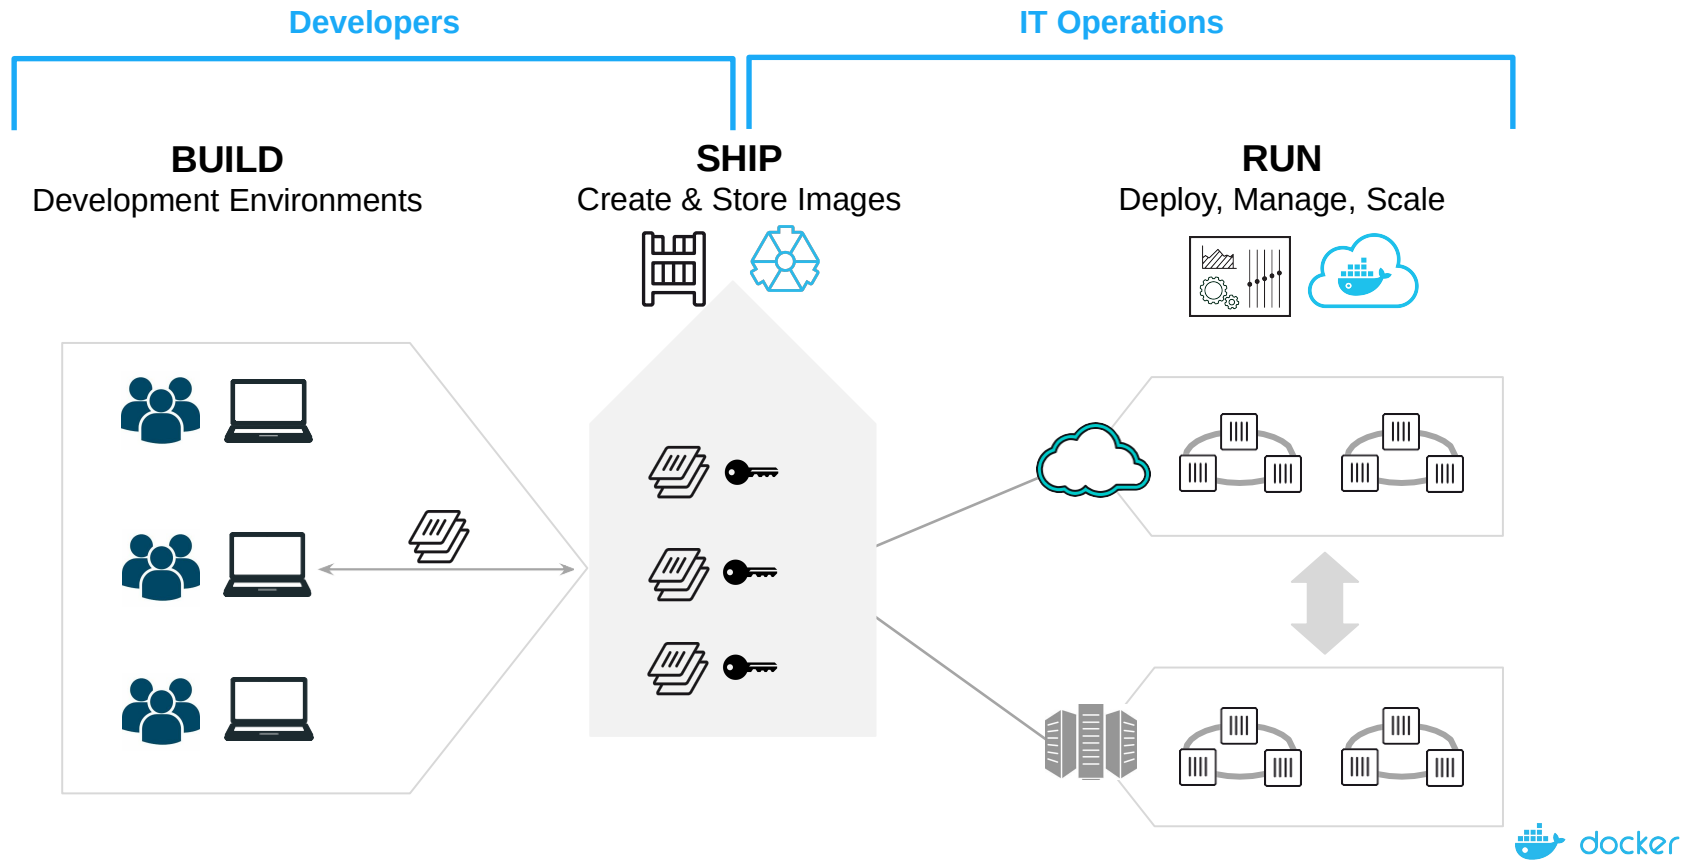 Developers
IT Operations
BUILD
Development Environments
SHIP
Create & Store Images
RUN
Deploy, Manage, Scale
docker